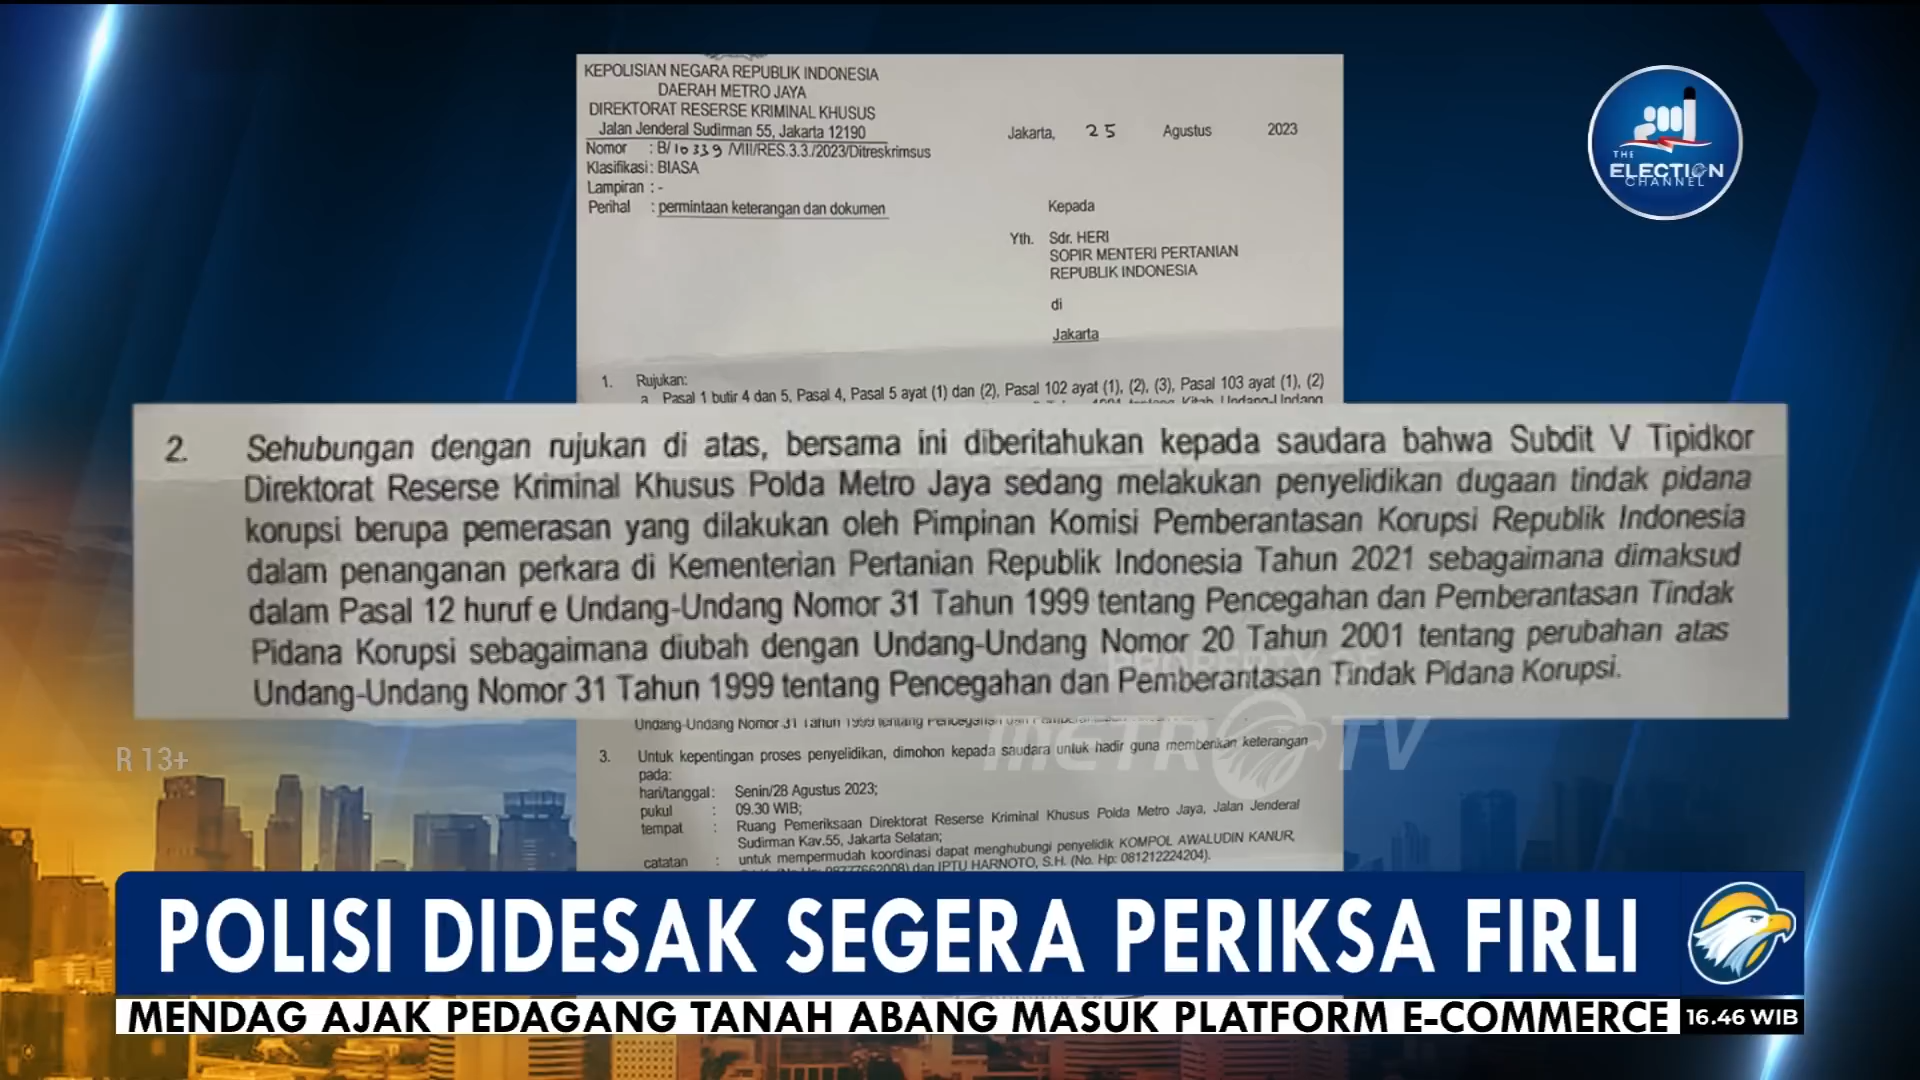 KEPOLISIAN NEGARA REPUBLIK INDONESIA
DAERAH METRO JAYA
DIREKTORAT RESERSE KRIMINAL KHUSUS
Jalan Jenderal Sudirman 55, Jakarta 12190
Jakarta, 25 Agustus 2023
Nomor : B/10339/VIII/RES.3.3./2023/Ditreskrimsus
Klasifikasi : BIASA
Lampiran : -
Perihal : permintaan keterangan dan dokumen
Kepada
Yth. Sdr. HERI
SOPIR MENTERI PERTANIAN
REPUBLIK INDONESIA
di
Jakarta
THE
ELECTION
CHANNEL
1. Rujukan:
a. Pasal 1 butir 4 dan 5, Pasal 4, Pasal 5 ayat (1) dan (2), Pasal 102 ayat (1), (2), (3), Pasal 103 ayat (1), (2)
2. Sehubungan dengan rujukan di atas, bersama ini diberitahukan kepada saudara bahwa Subdit V Tipidkor
Direktorat Reserse Kriminal Khusus Polda Metro Jaya sedang melakukan penyelidikan dugaan tindak pidana
korupsi berupa pemerasan yang dilakukan oleh Pimpinan Komisi Pemberantasan Korupsi Republik Indonesia
dalam penanganan perkara di Kementerian Pertanian Republik Indonesia Tahun 2021 sebagaimana dimaksud
dalam Pasal 12 huruf e Undang-Undang Nomor 31 Tahun 1999 tentang Pencegahan dan Pemberantasan Tindak
Pidana Korupsi sebagaimana diubah dengan Undang-Undang Nomor 20 Tahun 2001 tentang perubahan atas
Undang-Undang Nomor 31 Tahun 1999 tentang Pencegahan dan Pemberantasan Tindak Pidana Korupsi.
PROPERTY OF
METRO TV
Undang-Undang Nomor 31 Tahun 1999 tentang
R 13+
3. Untuk kepentingan proses penyelidikan, dimohon kepada saudara untuk hadir guna memberikan keterangan
pada:
hari/tanggal : Senin/28 Agustus 2023;
pukul : 09.30 WIB;
tempat : Ruang Pemeriksaan Direktorat Reserse Kriminal Khusus Polda Metro Jaya, Jalan Jenderal
Sudirman Kav.55, Jakarta Selatan;
catatan : untuk mempermudah koordinasi dapat menghubungi penyelidik KOMPOL AWALUDIN KANUR,
dan IPTU HARNOTO, S.H. (No. Hp: 081212224204).
POLISI DIDESAK SEGERA PERIKSA FIRLI
MENDAG AJAK PEDAGANG TANAH ABANG MASUK PLATFORM E-COMMERCE
16.46 WIB